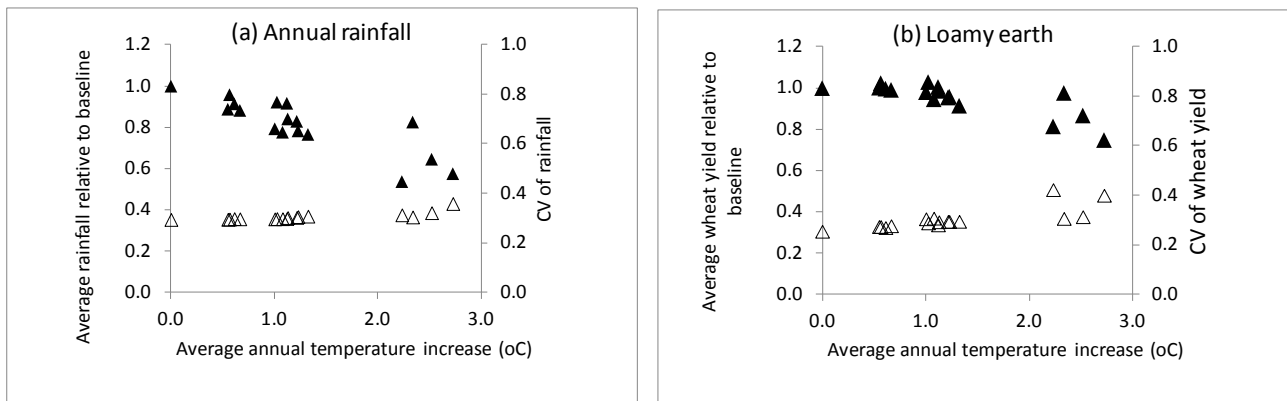 (a) Annual rainfall
Average rainfall relative to baseline
1.2
1.0
0.8
0.6
0.4
0.2
0.0
1.0
0.8
0.6
0.4
0.2
0.0
CV of rainfall
0.0 1.0 2.0 3.0
Average annual temperature increase (oC)
(b) Loamy earth
Average wheat yield relative to
baseline
1.2
1.0
0.8
0.6
0.4
0.2
0.0
1.0
0.8
0.6
0.4
0.2
0.0
CV of wheat yield
0.0 1.0 2.0 3.0
Average annual temperature increase (oC)